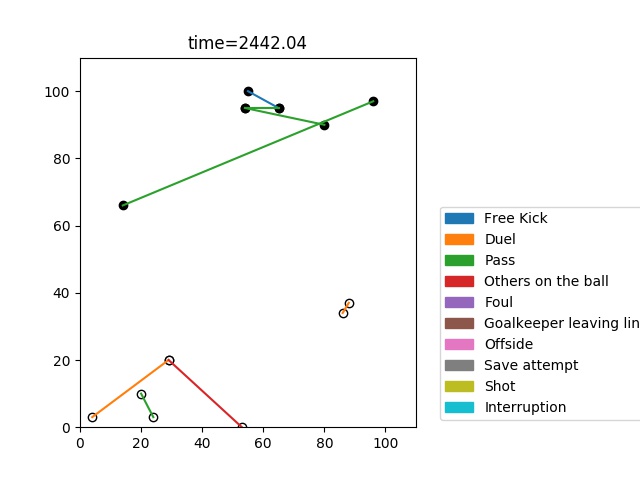 time=2442.04
100
80
60
40
20
0
0 20 40 60 80 100
Free Kick
Duel
Pass
Others on the ball
Foul
Goalkeeper leaving lin
Offside
Save attempt
Shot
Interruption